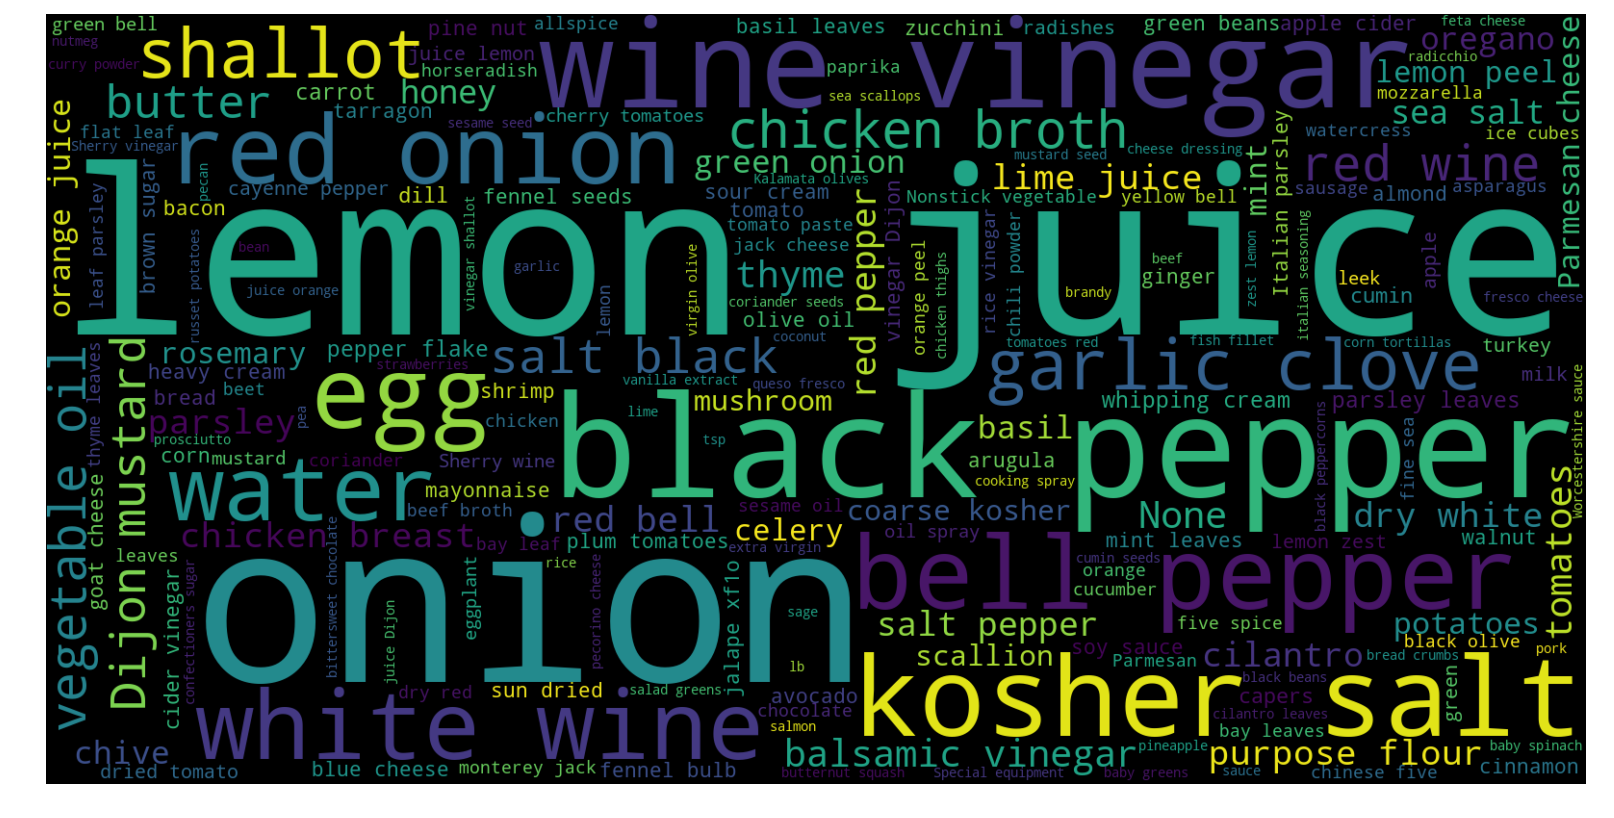 green bell
nutmeg
curry powder
shallot
pine nut
allspice
juice lemon
horseradish
wine vinegar
basil leaves
zucchini
radishes
green beans
apple cider
feta cheese
oregano
radicchio
lemon peel
mozzarella
Parmesan cheese
paprika
sea scallops
butter
carrot
honey
tarragon
sesame seed
cherry tomatoes
chicken broth
sea salt
ice cubes
watercress
orange juice
flat leaf
Sherry vinegar
red onion
green onion
mustard seed
cheese dressing
lime juice
mint
Italian parsley
red wine
leaf parsley
brown sugar
pecan
cayenne pepper
bacon
dill
fennel seeds
sour cream
Kalamata olives
tomato
tomato paste
jack cheese
Nonstick vegetable
yellow bell
sausage
almond
asparagus
lemon juice
russet potatoes
bean
juice orange
vinegar shallot
garlic
lemon
virgin olive
thyme
coriander seeds
olive oil
coconut
red pepper
vinegar Dijon
orange peel
chicken thighs
rice vinegar
chili powder
brandy
beef
ginger
zest lemon
italian seasoning
leek
cumin
apple
fresco cheese
vegetable oil
thyme leaves
mustard
rosemary
pepper flake
salt black
tomatoes red
fish fillet
corn tortillas
turkey
heavy cream
strawberries
garlic clove
milk
bread
beet
egg
shrimp
vanilla extract
queso fresco
mushroom
whipping cream
parsley leaves
Worcestershire sauce
parsley
pea
chicken
lime
black pepper
basil
prosciutto
corn
mustard
coriander
Sherry wine
tsp
arugula
cooking spray
black peppercorns
fine sea
goat cheese
Dijon
water
mayonnaise
beef broth
sesame oil
red bell
celery
coarse kosher
None
dry white
tomatoes
leaves
chicken breast
bay leaf
plum tomatoes
extra virgin
oil spray
mint leaves
lemon zest
walnut
cider vinegar
confectioners sugar
bittersweet chocolate
onion
juice Dijon
eggplant
rice
pecorino cheese
jalape xf1o
sage
lb
bell pepper
cumin seeds
orange
cucumber
salt pepper
five spice
potatoes
black olive
pork
scallion
soy sauce
Parmesan
cilantro
bread crumbs
black beans
green
dry red
sun dried
salad greens
avocado
chocolate
salmon
kosher salt
capers
cilantro leaves
bay leaves
chive
white wine
balsamic vinegar
pineapple
purpose flour
baby spinach
dried tomato
blue cheese
monterey jack
fennel bulb
butternut squash
Special equipment
baby greens
sauce
chinese five
cinnamon